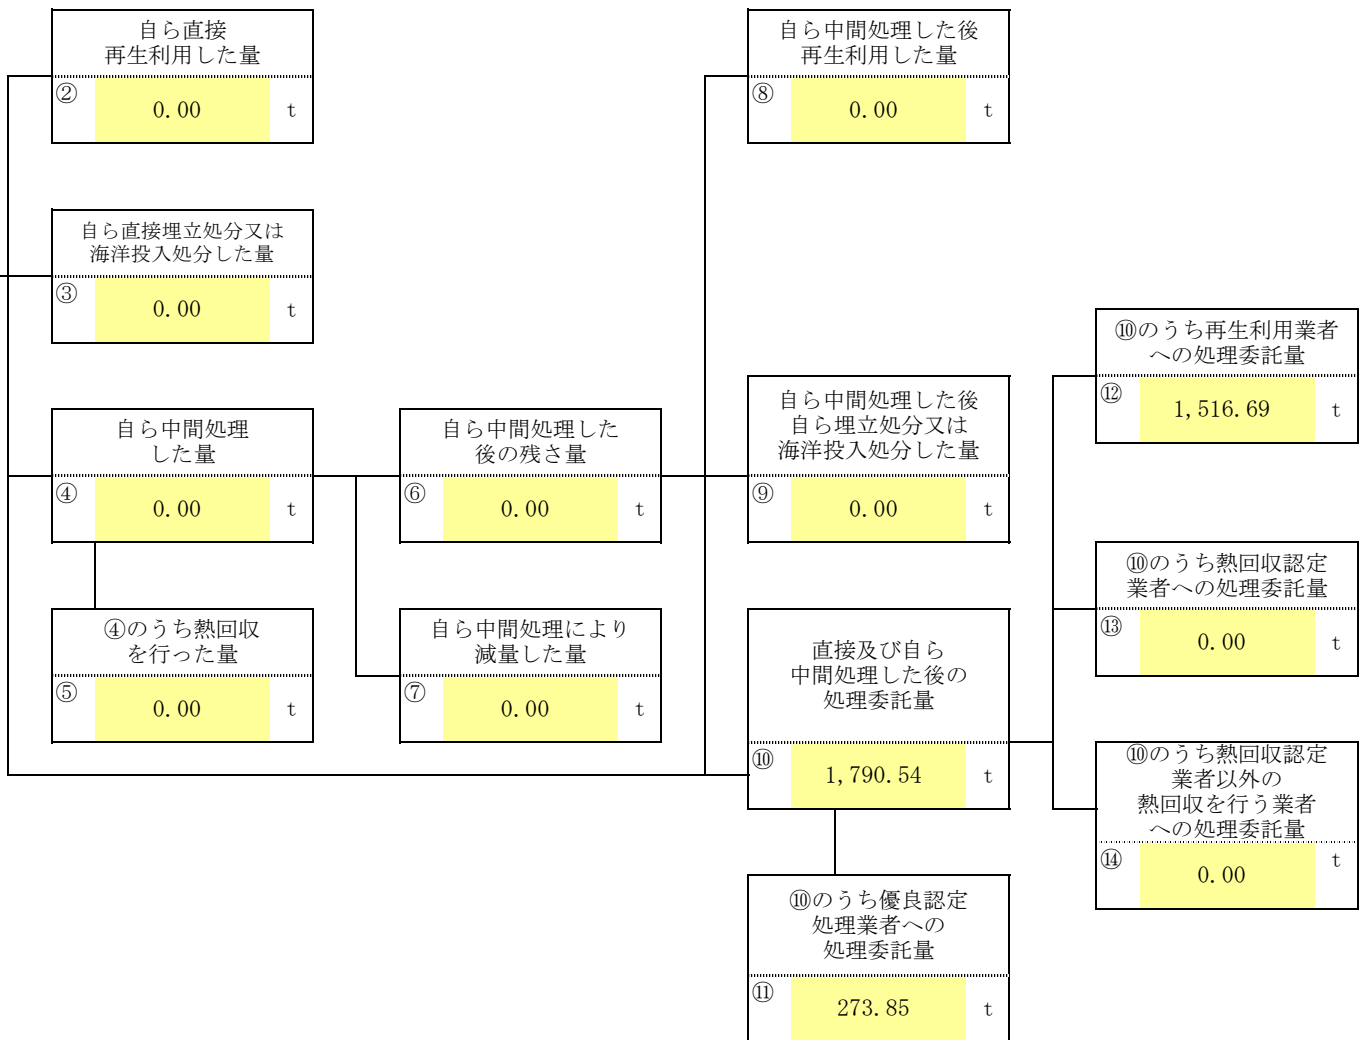 自ら直接
再生利用した量
② 0.00 t
自ら直接埋立処分又は
海洋投入処分した量
③ 0.00 t
自ら中間処理
した量
④ 0.00 t
④のうち熱回収
を行った量
⑤ 0.00 t
自ら中間処理した
後の残さ量
⑥ 0.00 t
自ら中間処理により
減量した量
⑦ 0.00 t
自ら中間処理した後
再生利用した量
⑧ 0.00 t
自ら中間処理した後
自ら埋立処分又は
海洋投入処分した量
⑨ 0.00 t
直接及び自ら
中間処理した後の
処理委託量
⑩ 1,790.54 t
⑩のうち優良認定
処理業者への
処理委託量
⑪ 273.85 t
⑩のうち再生利用業者
への処理委託量
⑫ 1,516.69 t
⑩のうち熱回収認定
業者への処理委託量
⑬ 0.00 t
⑩のうち熱回収認定
業者以外の
熱回収を行う業者
への処理委託量
⑭ 0.00 t